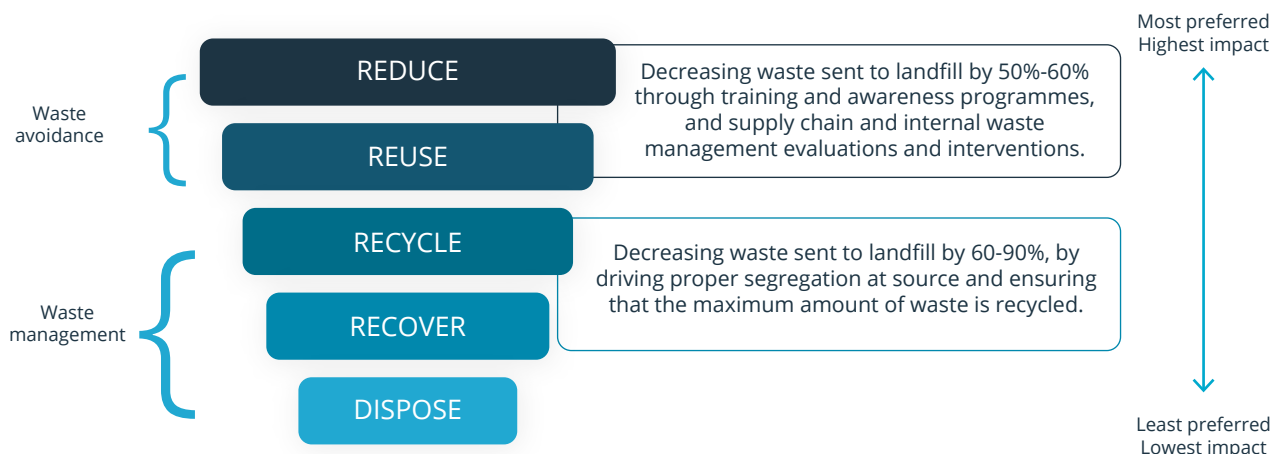 Most preferred
Highest impact
REDUCE
Decreasing waste sent to landfill by 50%-60%
through training and awareness programmes,
and supply chain and internal waste
management evaluations and interventions.
Waste
avoidance
REUSE
RECYCLE
Decreasing waste sent to landfill by 60-90%, by
driving proper segregation at source and ensuring
that the maximum amount of waste is recycled.
Waste
management
RECOVER
DISPOSE
Least preferred
Lowest impact